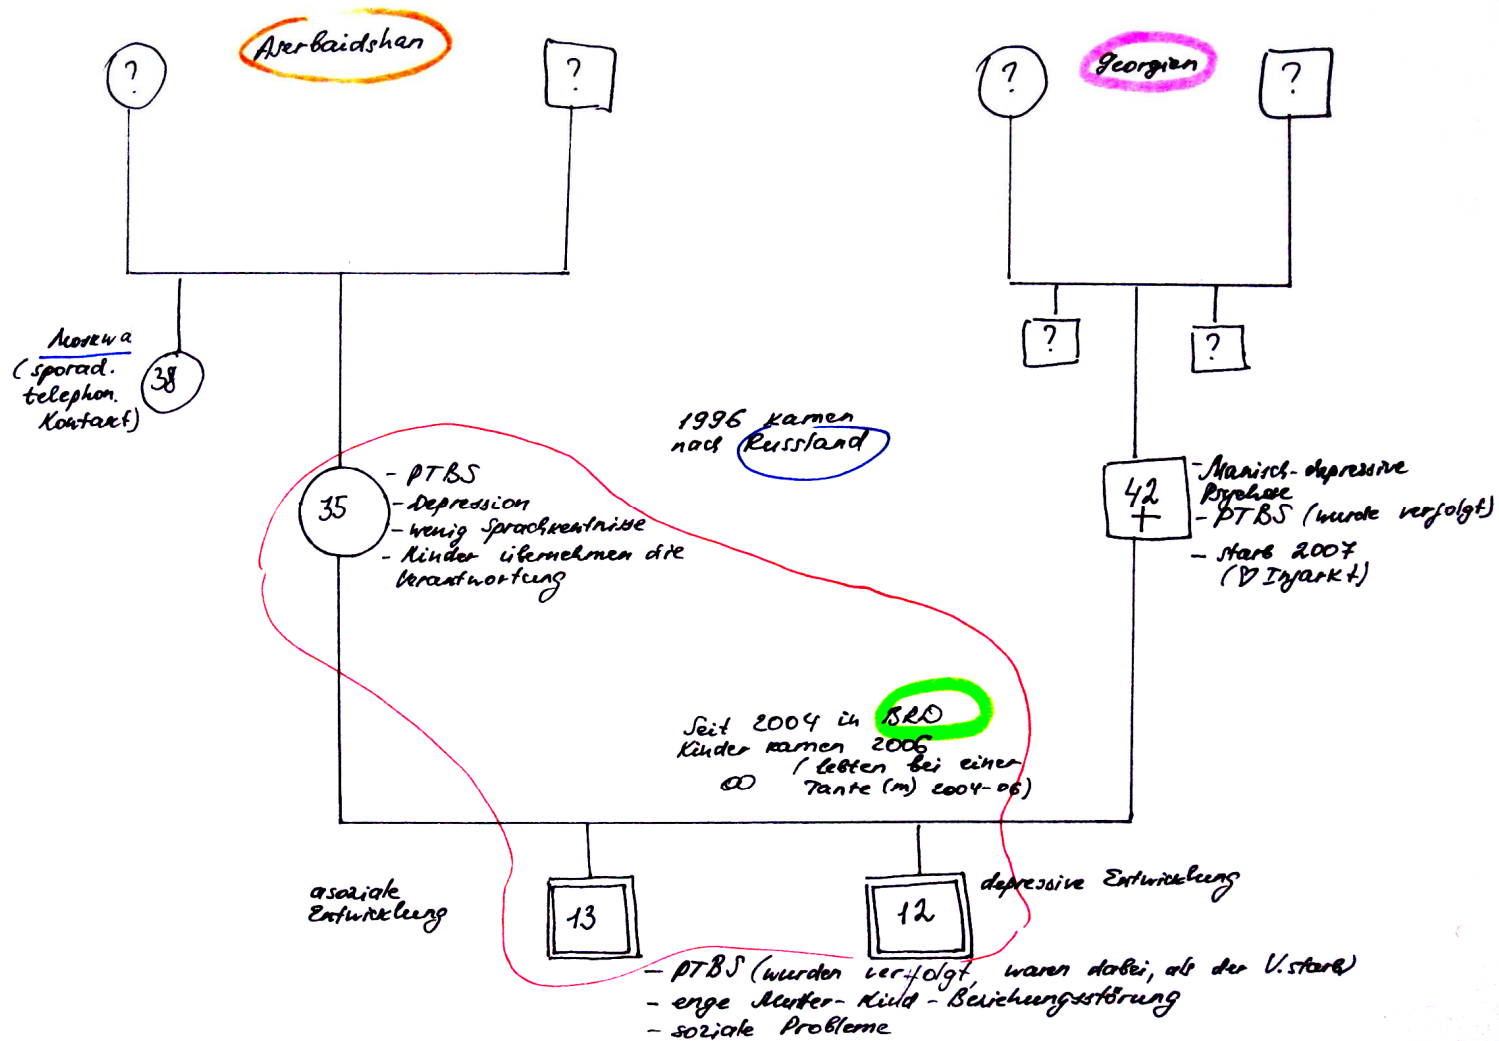 ?
Aserbaidshan
?
?
Georgien
?
?
?
Moskwa
(sporad.
telephon.
Kontakt)
38
1996 kamen
nach Russland
35
- PTBS
- Depression
- wenig Sprachkentnisse
- Kinder übernehmen die
Verantwortung
42
- Manisch-depressive
Psychose
- PTBS (wurde verfolgt)
- starb 2007
(♡ Infarkt)
Seit 2004 in BRD
Kinder kamen 2006
(lebten bei einer
Tante (m) 2004-06)
asoziale
Entwicklung
13
12
depressive Entwicklung
- PTBS (wurden verfolgt, waren dabei, als der V. starb)
- enge Mutter-Kind-Beziehungsstörung
- soziale Probleme